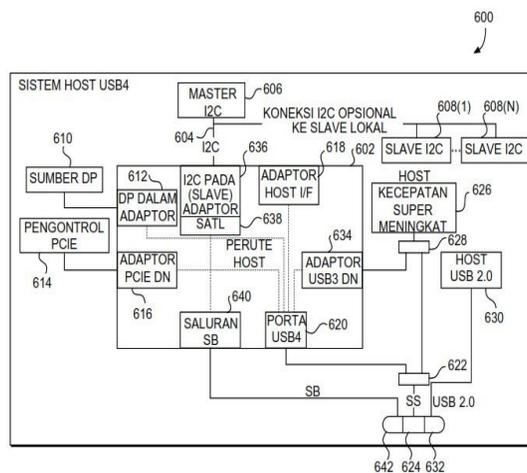 600
SISTEM HOST USB4
MASTER
I2C
606
604
I2C
KONEKSI I2C OPSIONAL
KE SLAVE LOKAL
608(1)
608(N)
SLAVE I2C
SLAVE I2C
610
SUMBER DP
612
DP DALAM
ADAPTOR
636
I2C PADA
(SLAVE)
ADAPTOR
SATL
638
618
ADAPTOR
HOST I/F
602
HOST
KECEPATAN
SUPER
MENINGKAT
626
628
PENGONTROL
PCIE
614
ADAPTOR
PCIE DN
616
PERUTE
HOST
634
ADAPTOR
USB3 DN
HOST
USB 2.0
630
640
SALURAN
SB
PORTA
USB4
620
622
SB
SS
USB 2.0
642
624
632